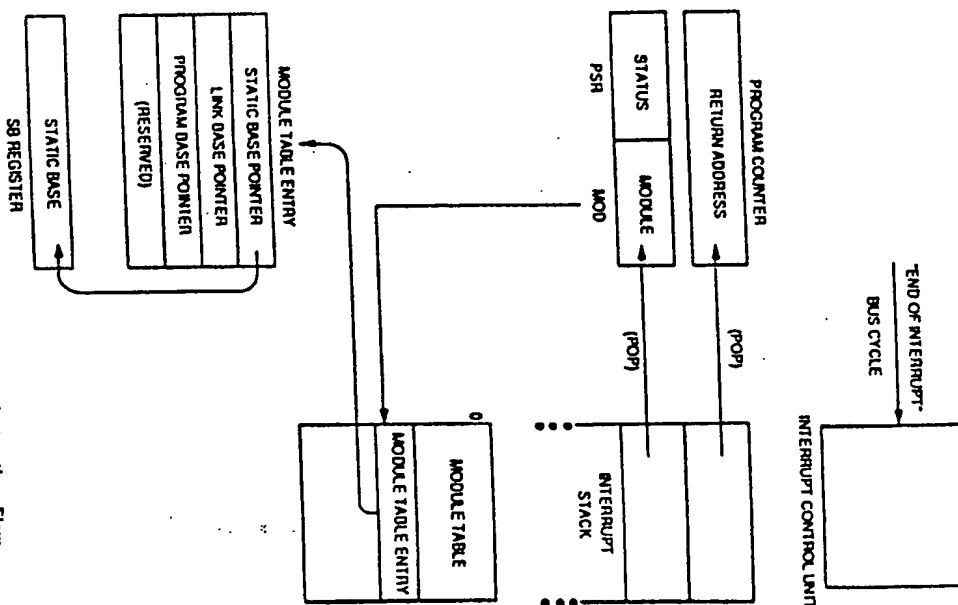 "END OF INTERRUPT"
BUS CYCLE
INTERRUPT CONTROL UNIT
PROGRAM COUNTER
RETURN ADDRESS
(POP)
STATUS
MODULE
PSR
MOD
(POP)
INTERRUPT
STACK
0
MODULE TABLE
MODULE TABLE ENTRY
MODULE TABLE ENTRY
STATIC BASE POINTER
LINK BASE POINTER
PROGRAM BASE POINTER
(RESERVED)
STATIC BASE
SB REGISTER
Flow